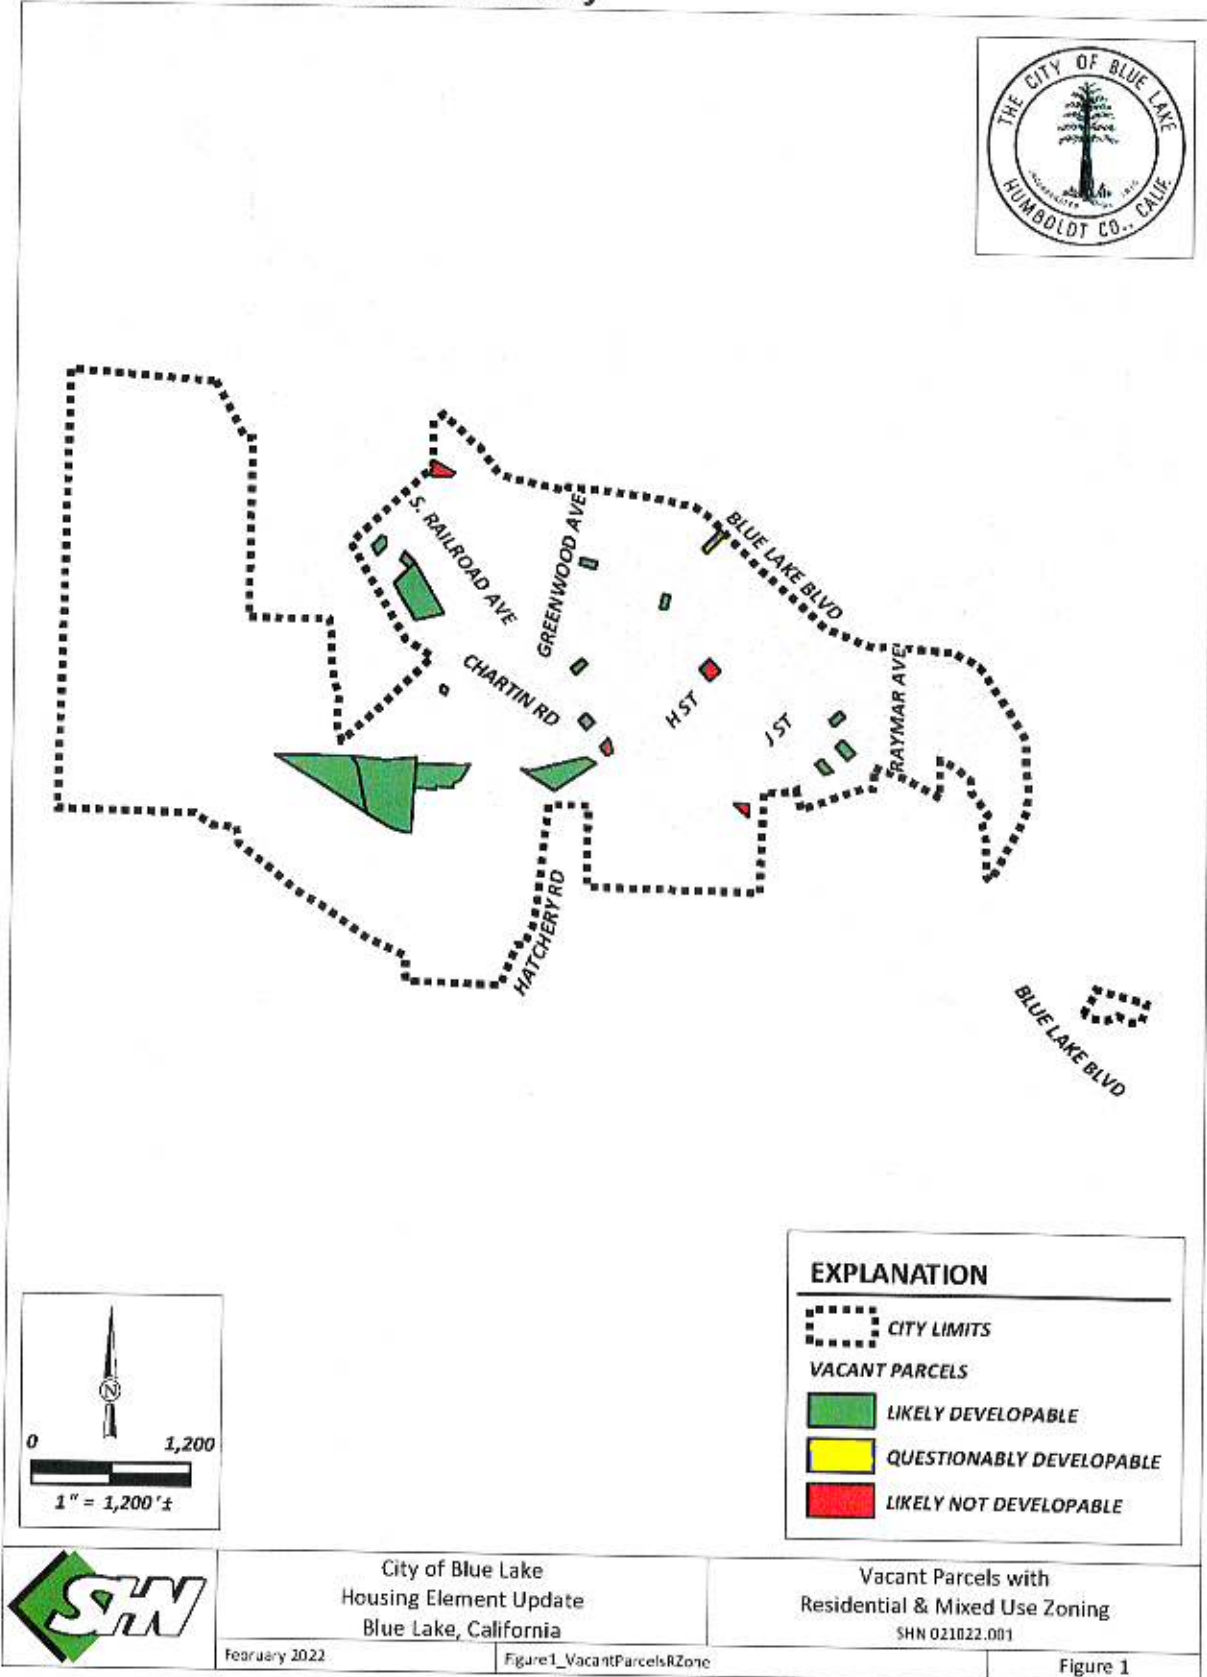 THE CITY OF BLUE LAKE
HUMBOLDT CO., CALIF.
S. RAILROAD AVE
GREENWOOD AVE
BLUE LAKE BLVD
CHARTIN RD
H ST
J ST
RAYMAR AVE
HATCHERY RD
BLUE LAKE BLVD
EXPLANATION
CITY LIMITS
VACANT PARCELS
LIKELY DEVELOPABLE
QUESTIONABLY DEVELOPABLE
LIKELY NOT DEVELOPABLE
N
0 1,200
1" = 1,200'±
SHN
City of Blue Lake
Housing Element Update
Blue Lake, California
Vacant Parcels with
Residential & Mixed Use Zoning
SHN 021022.001
February 2022
Figure1_VacantParcelsRZone
Figure 1